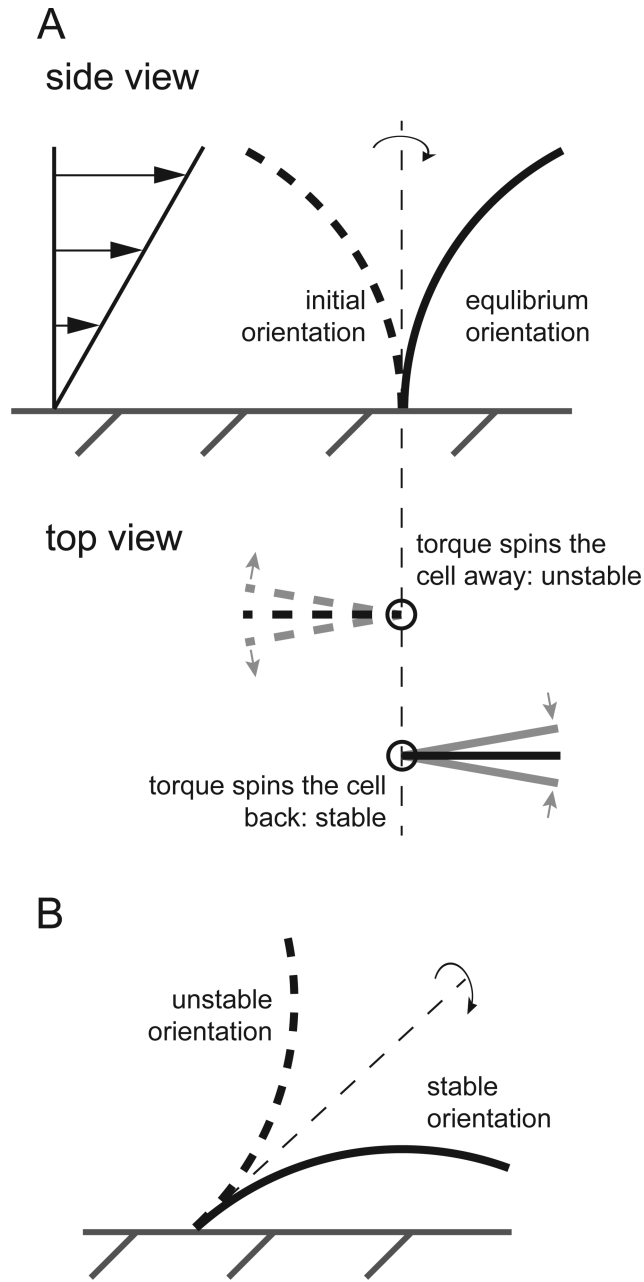 A
side view
initial
orientation
equlibrium
orientation
top view
torque spins the
cell away: unstable
torque spins the cell
back: stable
B
unstable
orientation
stable
orientation